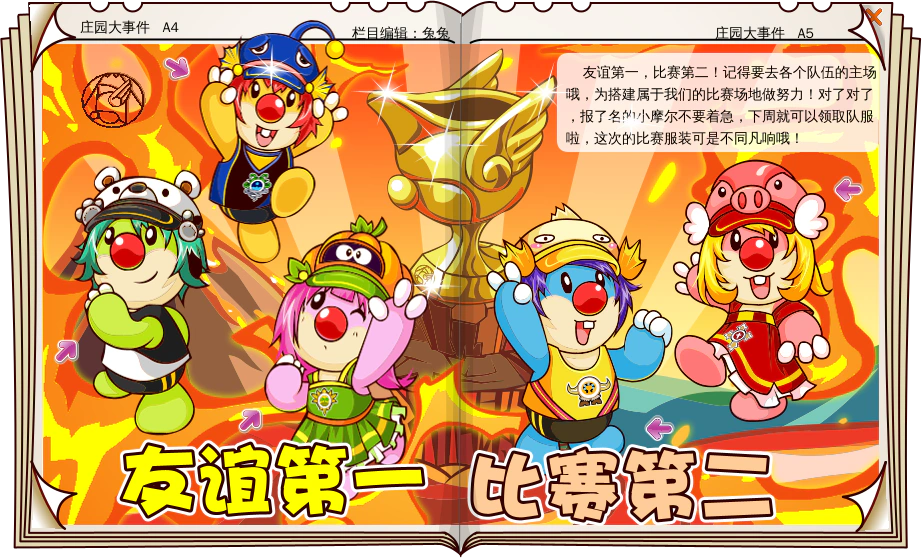 庄园大事件 A4
栏目编辑：兔兔
庄园大事件 A5
友谊第一，比赛第二！记得要去各个队伍的主场
哦，为搭建属于我们的比赛场地做努力！对了对了
，报了名的小摩尔不要着急，下周就可以领取队服
啦，这次的比赛服装可是不同凡响哦！
友谊第一 比赛第二